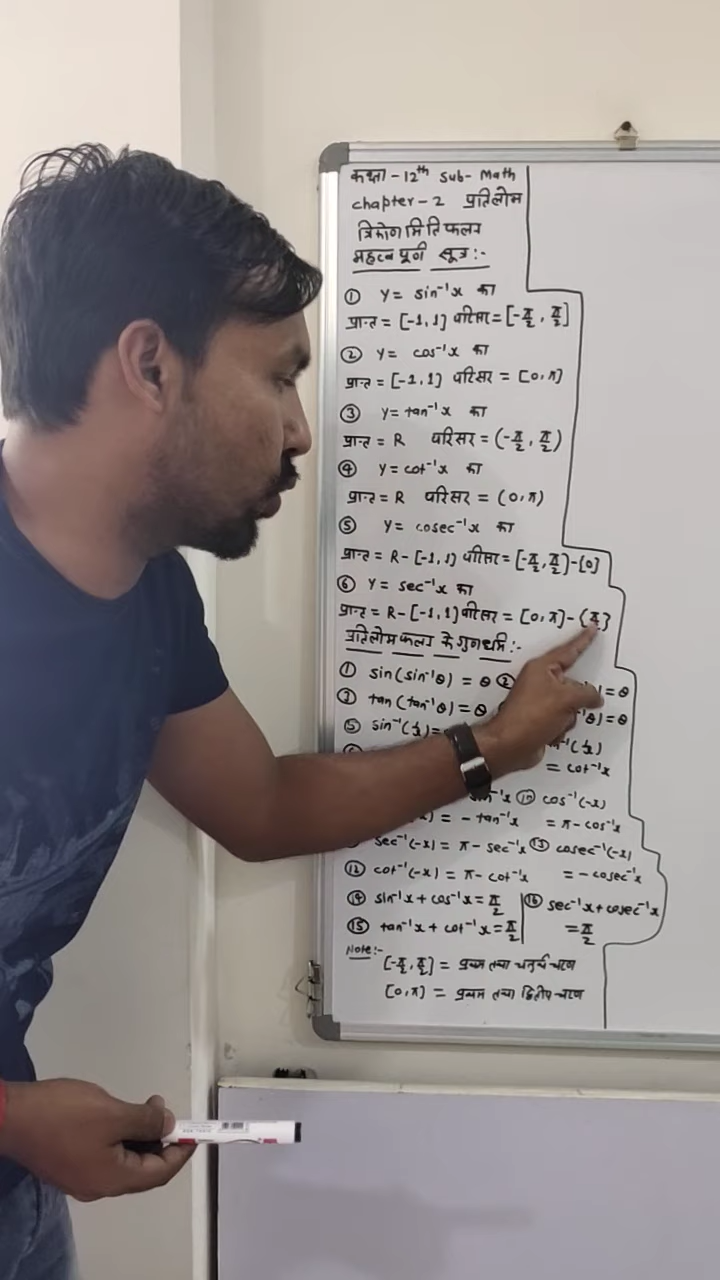 कक्षा - 12th Sub- Math
Chapter - 2 प्रतिलोम
त्रिकोणमिति फलन
महत्व पूर्ण सूत्र:-
① y = sin⁻¹x का
प्रान्त = [-1,1] परिसर = [-π/2, π/2]
② y = cos⁻¹x का
प्रान्त = [-1,1] परिसर = [0,π]
③ y = tan⁻¹x का
प्रान्त = R परिसर = (-π/2, π/2)
④ y = cot⁻¹x का
प्रान्त = R परिसर = (0,π)
⑤ y = cosec⁻¹x का
प्रान्त = R-[-1,1] परिसर = [-π/2, π/2]-{0}
⑥ y = sec⁻¹x का
प्रान्त = R-[-1,1] परिसर = [0,π]-{π/2}
प्रतिलोम फलन के गुणधर्म:-
① sin(sin⁻¹θ) = θ ② ) = θ
③ tan(tan⁻¹θ) = θ ⁻¹θ) = θ
⑤ sin⁻¹(1/x) = ⁻¹(1/x)
= cot⁻¹x
sin⁻¹x ⑩ cos⁻¹(-x)
) = - tan⁻¹x = π - cos⁻¹x
sec⁻¹(-x) = π - sec⁻¹x ⑬ cosec⁻¹(-x)
⑫ cot⁻¹(-x) = π - cot⁻¹x = - cosec⁻¹x
⑭ sin⁻¹x + cos⁻¹x = π/2 ⑯ sec⁻¹x + cosec⁻¹x
⑮ tan⁻¹x + cot⁻¹x = π/2 = π/2
Note:-
[-π/2, π/2] = प्रथम तथा चतुर्थ चरण
[0,π] = प्रथम तथा द्वितीय चरण